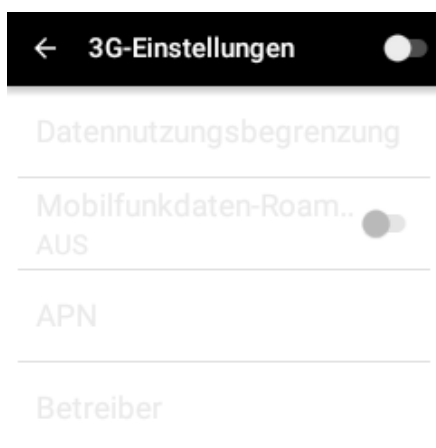 3G-Einstellungen
Datennutzungsbegrenzung
Mobilfunkdaten-Roam..
AUS
APN
Betreiber